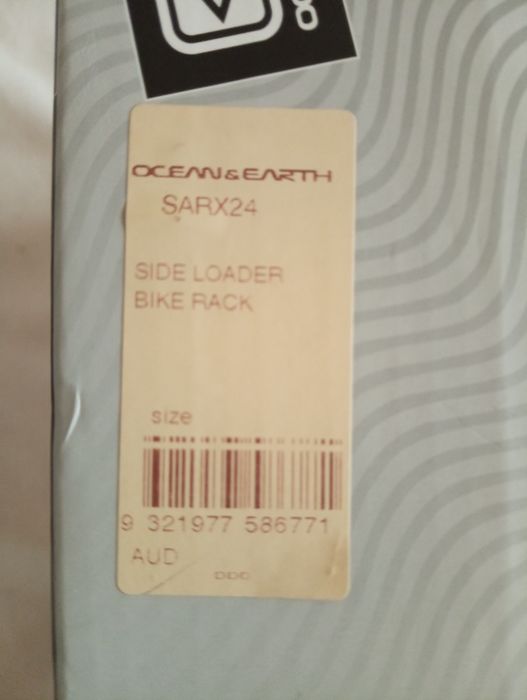 OCEAN & EARTH
SARX24
SIDE LOADER
BIKE RACK
size
9 321977 586771
AUD